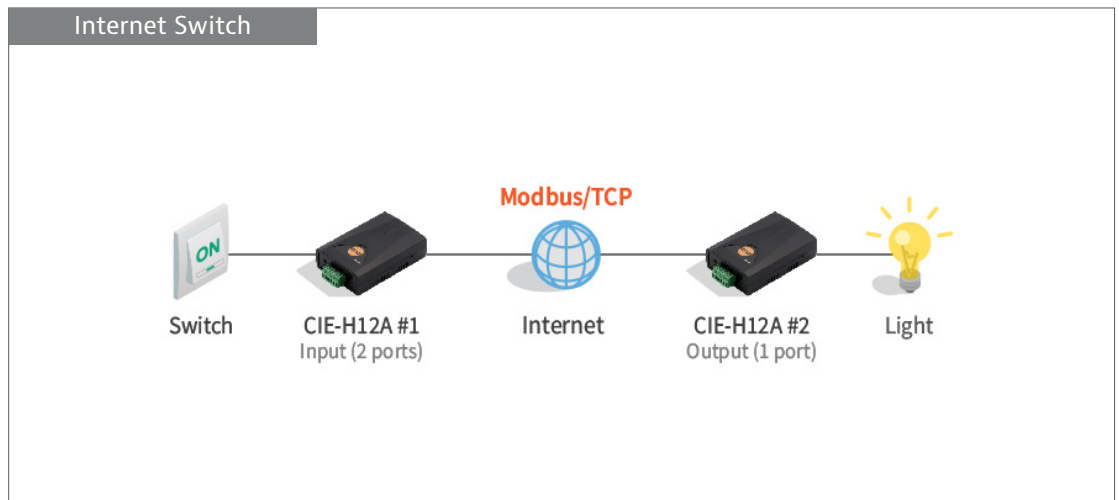 Internet Switch
Modbus/TCP
ON
Switch
CIE-H12A #1
Input (2 ports)
Internet
CIE-H12A #2
Output (1 port)
Light